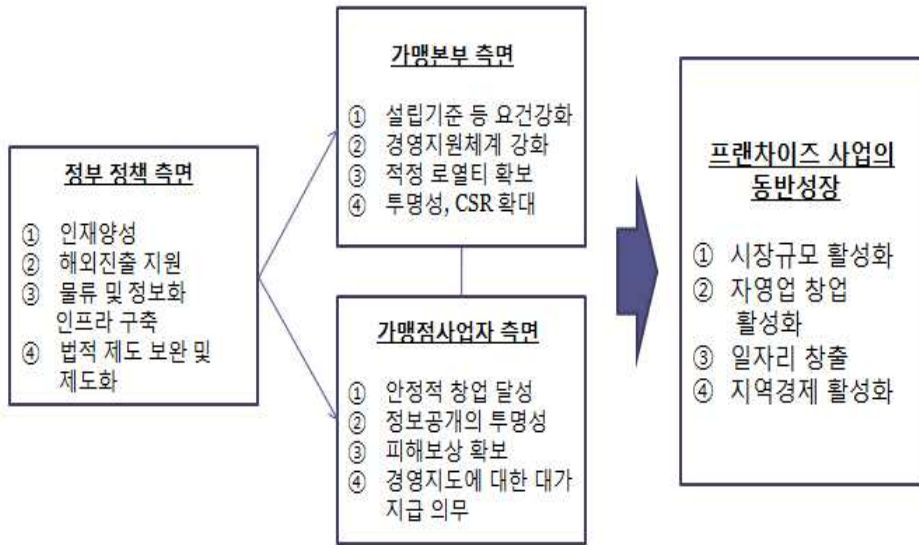 정부 정책 측면
① 인재양성
② 해외진출 지원
③ 물류 및 정보화
인프라 구축
④ 법적 제도 보완 및
제도화
가맹본부 측면
① 설립기준 등 요건강화
② 경영지원체계 강화
③ 적정 로열티 확보
④ 투명성, CSR 확대
가맹점사업자 측면
① 안정적 창업 달성
② 정보공개의 투명성
③ 피해보상 확보
④ 경영지도에 대한 대가
지급 의무
프랜차이즈 사업의
동반성장
① 시장규모 활성화
② 자영업 창업
활성화
③ 일자리 창출
④ 지역경제 활성화